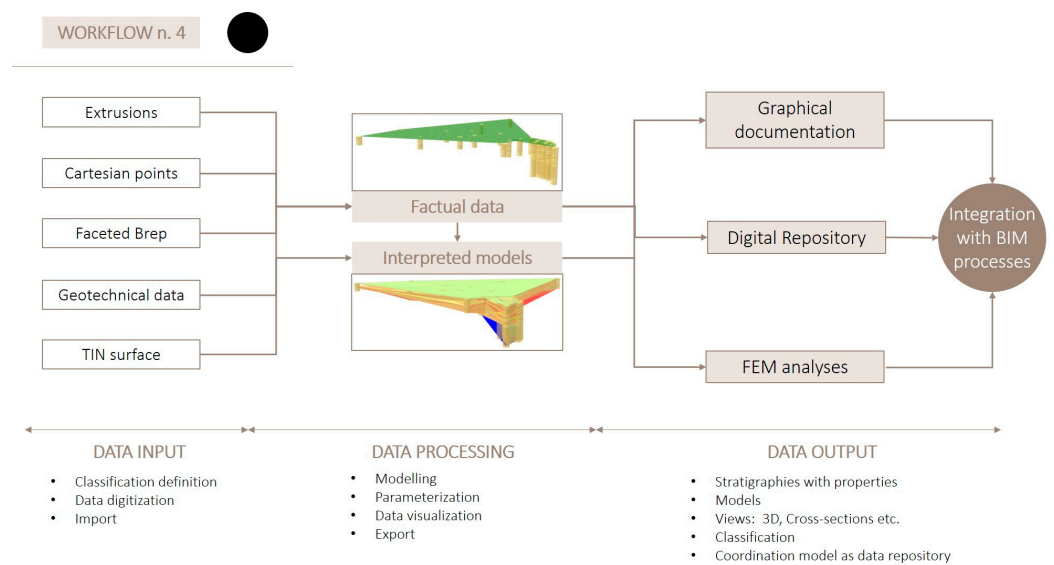 WORKFLOW n. 4
Extrusions
Cartesian points
Faceted Brep
Geotechnical data
TIN surface
Factual data
Interpreted models
Graphical
documentation
Digital Repository
FEM analyses
Integration
with BIM
processes
DATA INPUT
• Classification definition
• Data digitization
• Import
DATA PROCESSING
• Modelling
• Parameterization
• Data visualization
• Export
DATA OUTPUT
• Stratigraphies with properties
• Models
• Views: 3D, Cross-sections etc.
• Classification
• Coordination model as data repository